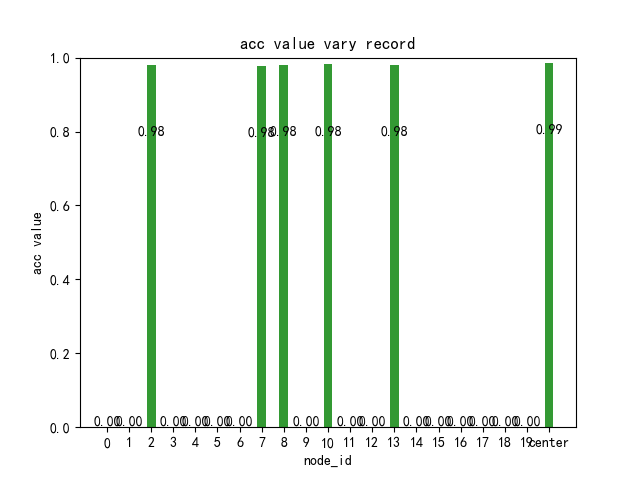 acc value vary record
1.0
0.8
0.6
0.4
0.2
0.0
acc value
0.98 0.98 0.98 0.98 0.98 0.99
0.00 0.00 0.00 0.00 0.00 0.00 0.00 0.00 0.00 0.00 0.00 0.00 0.00 0.00 0.00
0 1 2 3 4 5 6 7 8 9 10 11 12 13 14 15 16 17 18 19 center
node_id